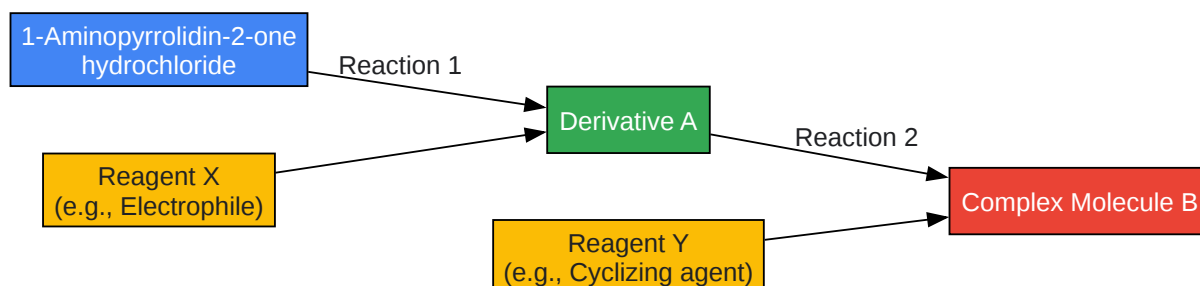 1-Aminopyrrolidin-2-one
hydrochloride
Reaction 1
Derivative A
Reagent X
(e.g., Electrophile)
Reaction 2
Complex Molecule B
Reagent Y
(e.g., Cyclizing agent)